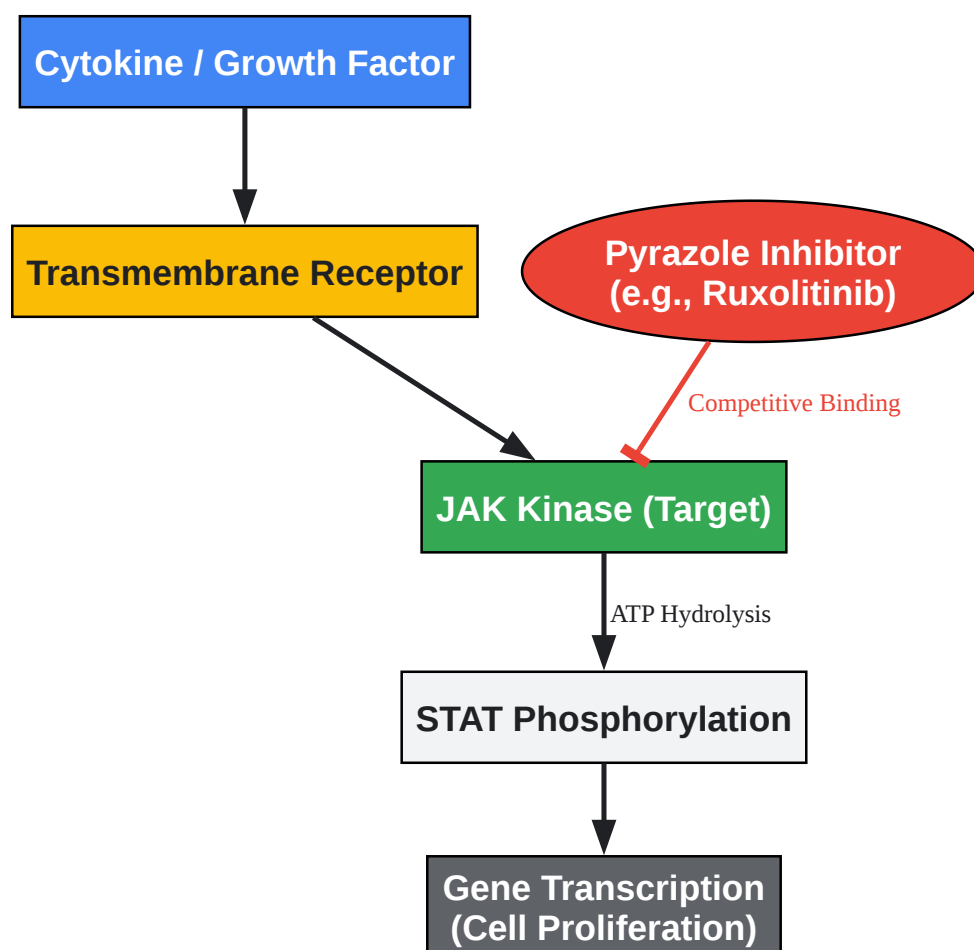 Cytokine / Growth Factor
Transmembrane Receptor
Pyrazole Inhibitor
(e.g., Ruxolitinib)
Competitive Binding
JAK Kinase (Target)
ATP Hydrolysis
STAT Phosphorylation
Gene Transcription
(Cell Proliferation)